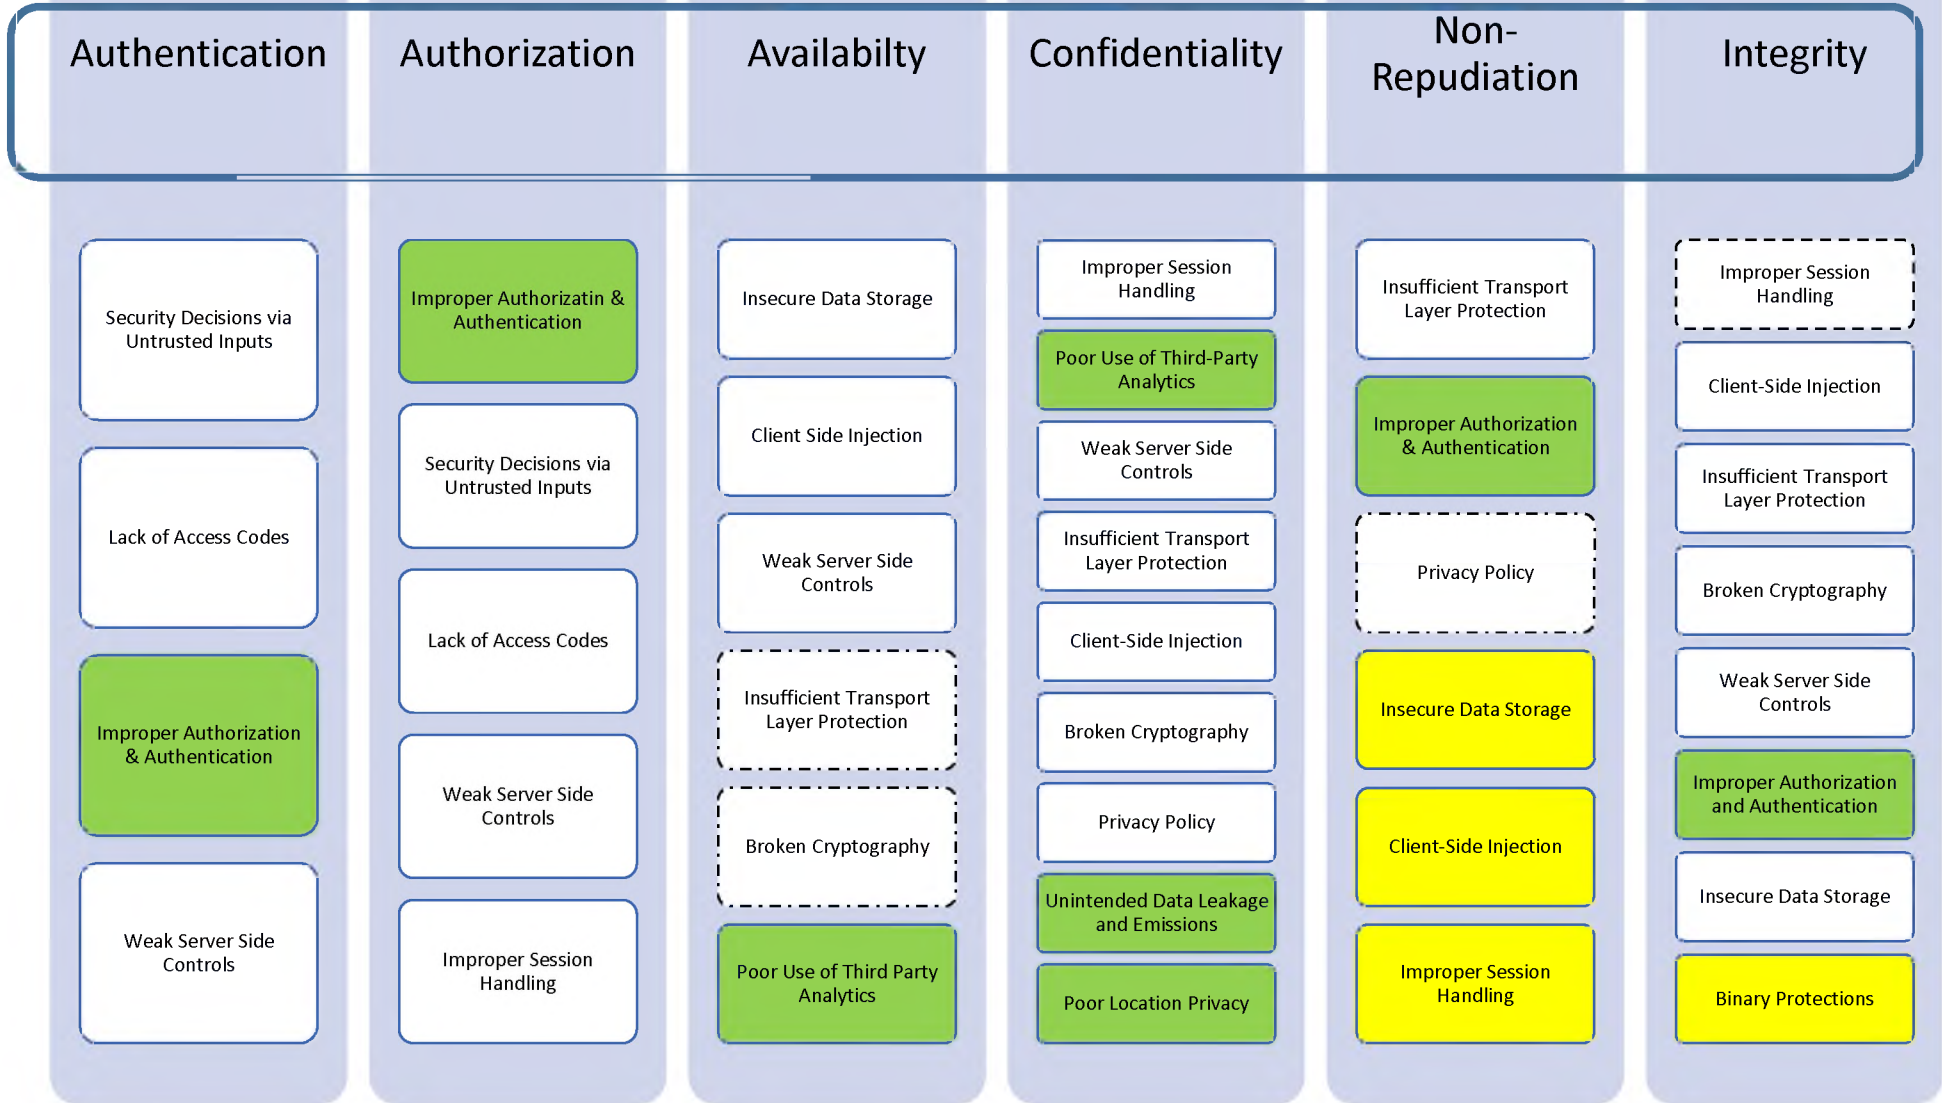 Authentication
Authorization
Availabilty
Confidentiality
Non-
Repudiation
Integrity
Security Decisions via
Untrusted Inputs
Lack of Access Codes
Improper Authorization
& Authentication
Weak Server Side
Controls
Improper Authorizatin &
Authentication
Security Decisions via
Untrusted Inputs
Lack of Access Codes
Weak Server Side
Controls
Improper Session
Handling
Insecure Data Storage
Client Side Injection
Weak Server Side
Controls
Insufficient Transport
Layer Protection
Broken Cryptography
Poor Use of Third Party
Analytics
Improper Session
Handling
Poor Use of Third-Party
Analytics
Weak Server Side
Controls
Insufficient Transport
Layer Protection
Client-Side Injection
Broken Cryptography
Privacy Policy
Unintended Data Leakage
and Emissions
Poor Location Privacy
Insufficient Transport
Layer Protection
Improper Authorization
& Authentication
Privacy Policy
Insecure Data Storage
Client-Side Injection
Improper Session
Handling
Improper Session
Handling
Client-Side Injection
Insufficient Transport
Layer Protection
Broken Cryptography
Weak Server Side
Controls
Improper Authorization
and Authentication
Insecure Data Storage
Binary Protections